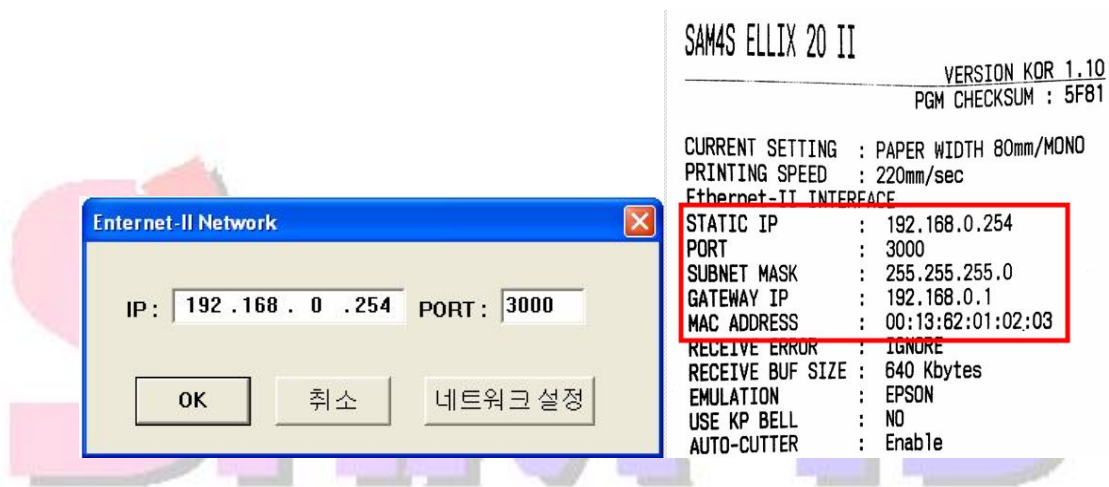 Enternet-II Network
IP : 192 .168 . 0 .254 PORT : 3000
OK 취소 네트워크 설정
SAM4S ELLIX 20 II
VERSION KOR 1.10
PGM CHECKSUM : 5F81
CURRENT SETTING : PAPER WIDTH 80mm/MONO
PRINTING SPEED : 220mm/sec
Ethernet-II INTERFACE
STATIC IP : 192.168.0.254
PORT : 3000
SUBNET MASK : 255.255.255.0
GATEWAY IP : 192.168.0.1
MAC ADDRESS : 00:13:62:01:02:03
RECEIVE ERROR : IGNORE
RECEIVE BUF SIZE : 640 Kbytes
EMULATION : EPSON
USE KP BELL : NO
AUTO-CUTTER : Enable